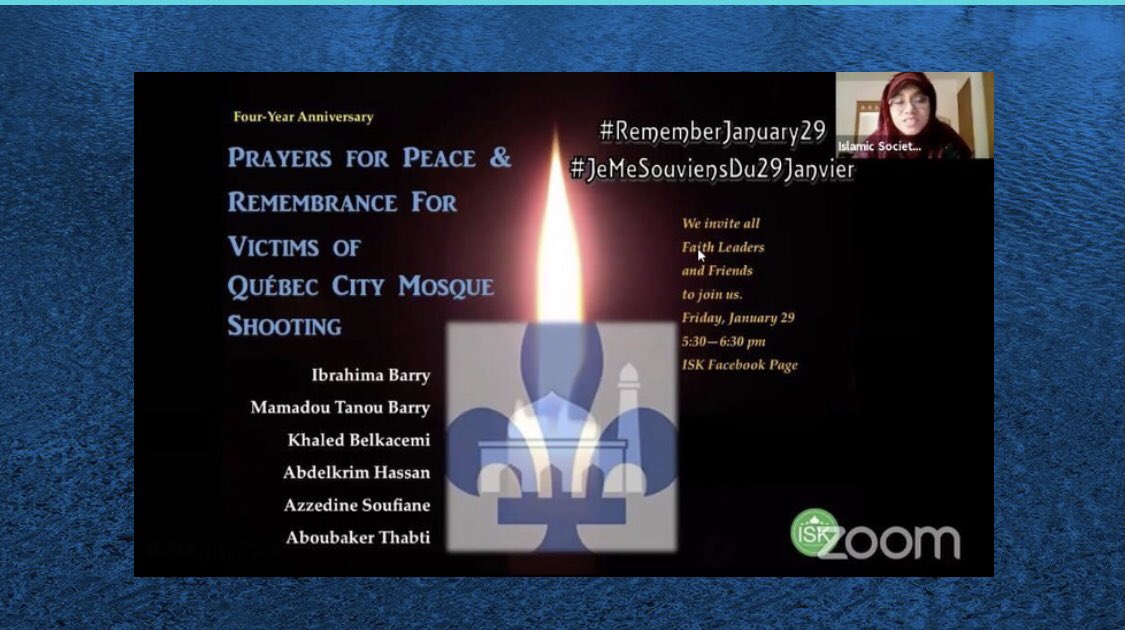 Four-Year Anniversary
PRAYERS FOR PEACE &
REMEMBRANCE FOR
VICTIMS OF
QUÉBEC CITY MOSQUE
SHOOTING
Ibrahima Barry
Mamadou Tanou Barry
Khaled Belkacemi
Abdelkrim Hassan
Azzedine Soufiane
Aboubaker Thabti
#RememberJanuary29
#JeMeSouviensDu29Janvier
Islamic Societ...
We invite all
Faith Leaders
and Friends
to join us.
Friday, January 29
5:30—6:30 pm
ISK Facebook Page
ISK
zoom